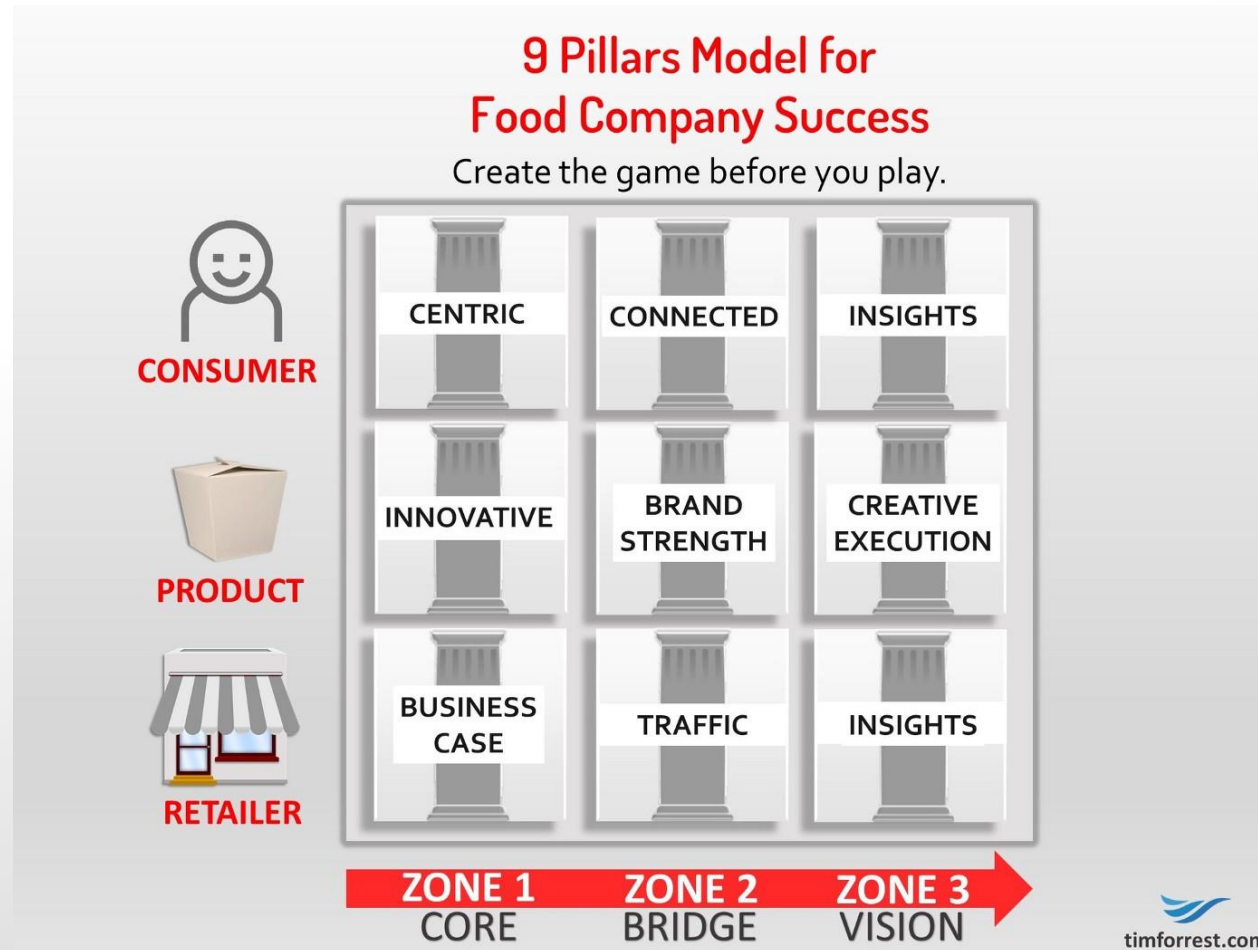 9 Pillars Model for
Food Company Success
Create the game before you play.
CONSUMER
CENTRIC
CONNECTED
INSIGHTS
PRODUCT
INNOVATIVE
BRAND
STRENGTH
CREATIVE
EXECUTION
RETAILER
BUSINESS
CASE
TRAFFIC
INSIGHTS
ZONE 1
CORE
ZONE 2
BRIDGE
ZONE 3
VISION
timforrest.com